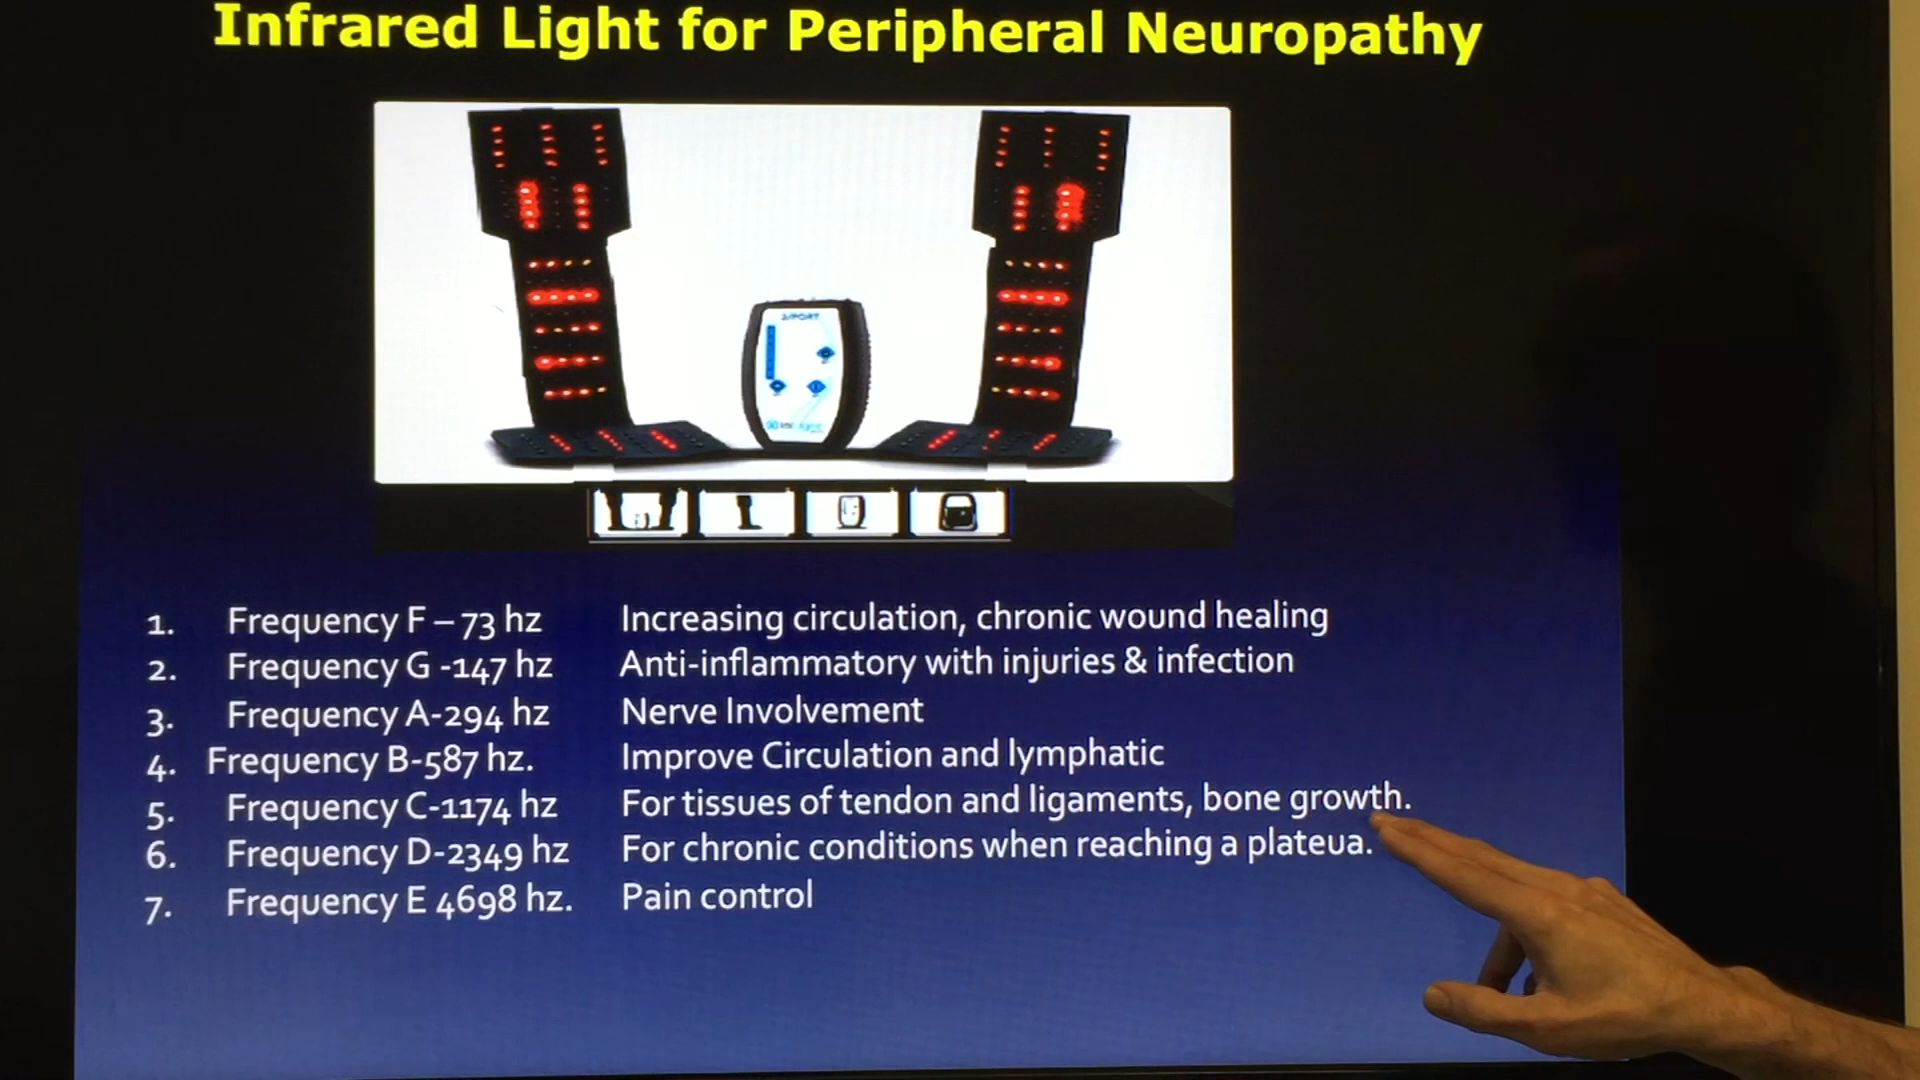 Infrared Light for Peripheral Neuropathy
1. Frequency F – 73 hz Increasing circulation, chronic wound healing
2. Frequency G -147 hz Anti-inflammatory with injuries & infection
3. Frequency A-294 hz Nerve Involvement
4. Frequency B-587 hz. Improve Circulation and lymphatic
5. Frequency C-1174 hz For tissues of tendon and ligaments, bone growth.
6. Frequency D-2349 hz For chronic conditions when reaching a plateua.
7. Frequency E 4698 hz. Pain control